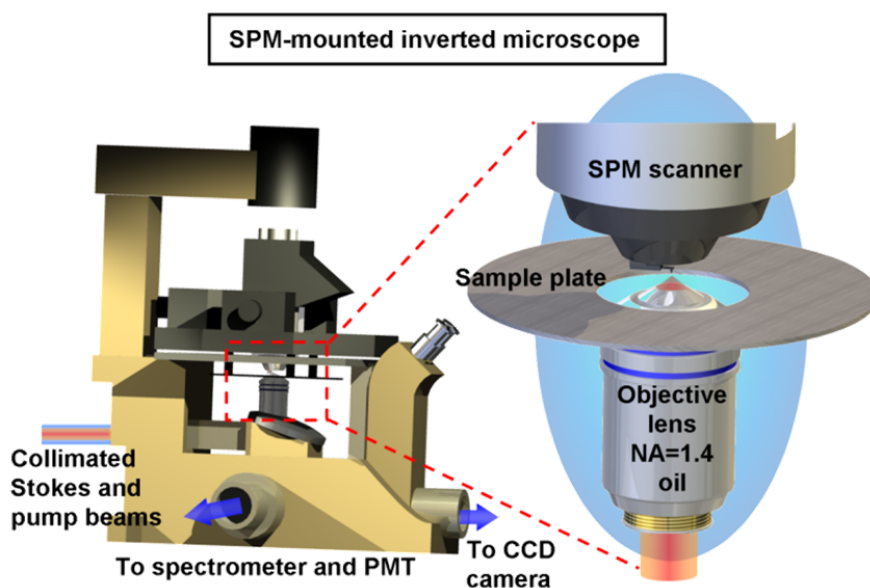 SPM-mounted inverted microscope
SPM scanner
Sample plate
Objective
lens
NA=1.4
oil
Collimated
Stokes and
pump beams
To spectrometer and PMT
To CCD
camera